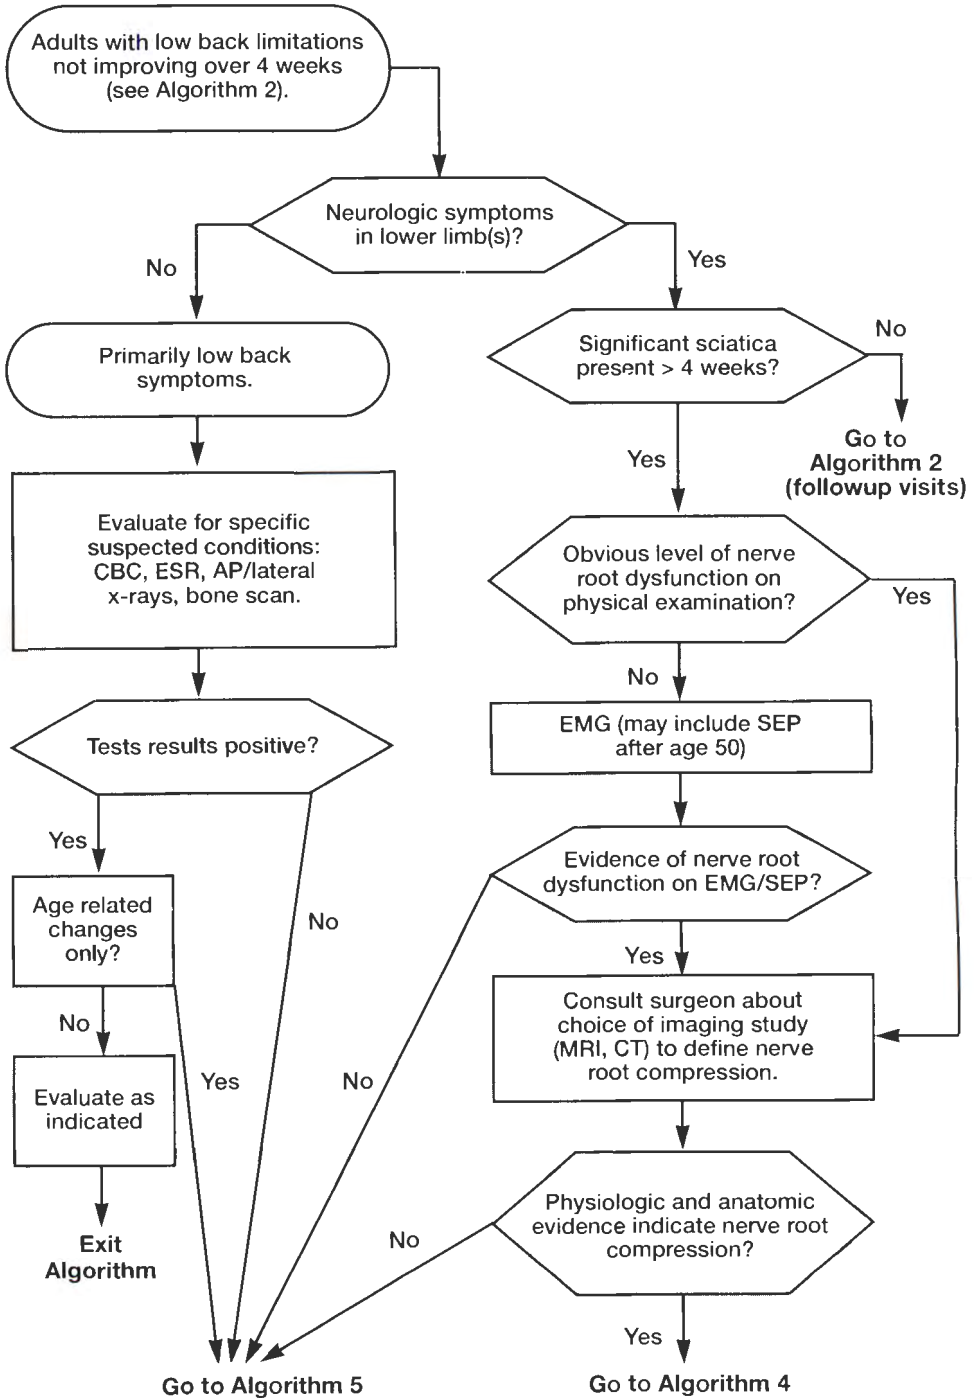 Adults with low back limitations
not improving over 4 weeks
(see Algorithm 2).
Neurologic symptoms
in lower limb(s)?
No
Yes
Primarily low back
symptoms.
Significant sciatica
present > 4 weeks?
No
Go to
Algorithm 2
(followup visits)
Yes
Evaluate for specific
suspected conditions:
CBC, ESR, AP/lateral
x-rays, bone scan.
Obvious level of nerve
root dysfunction on
physical examination?
Yes
No
Tests results positive?
EMG (may include SEP
after age 50)
Yes
No
Age related
changes
only?
Evidence of nerve root
dysfunction on EMG/SEP?
Yes
No
No
Yes
Consult surgeon about
choice of imaging study
(MRI, CT) to define nerve
root compression.
Evaluate as
indicated
Exit
Algorithm
Physiologic and anatomic
evidence indicate nerve root
compression?
No
Yes
Go to Algorithm 5
Go to Algorithm 4